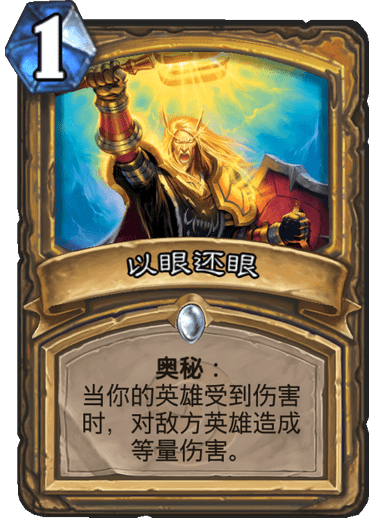 1
以眼还眼
奥秘：
当你的英雄受到伤害
时，对敌方英雄造成
等量伤害。